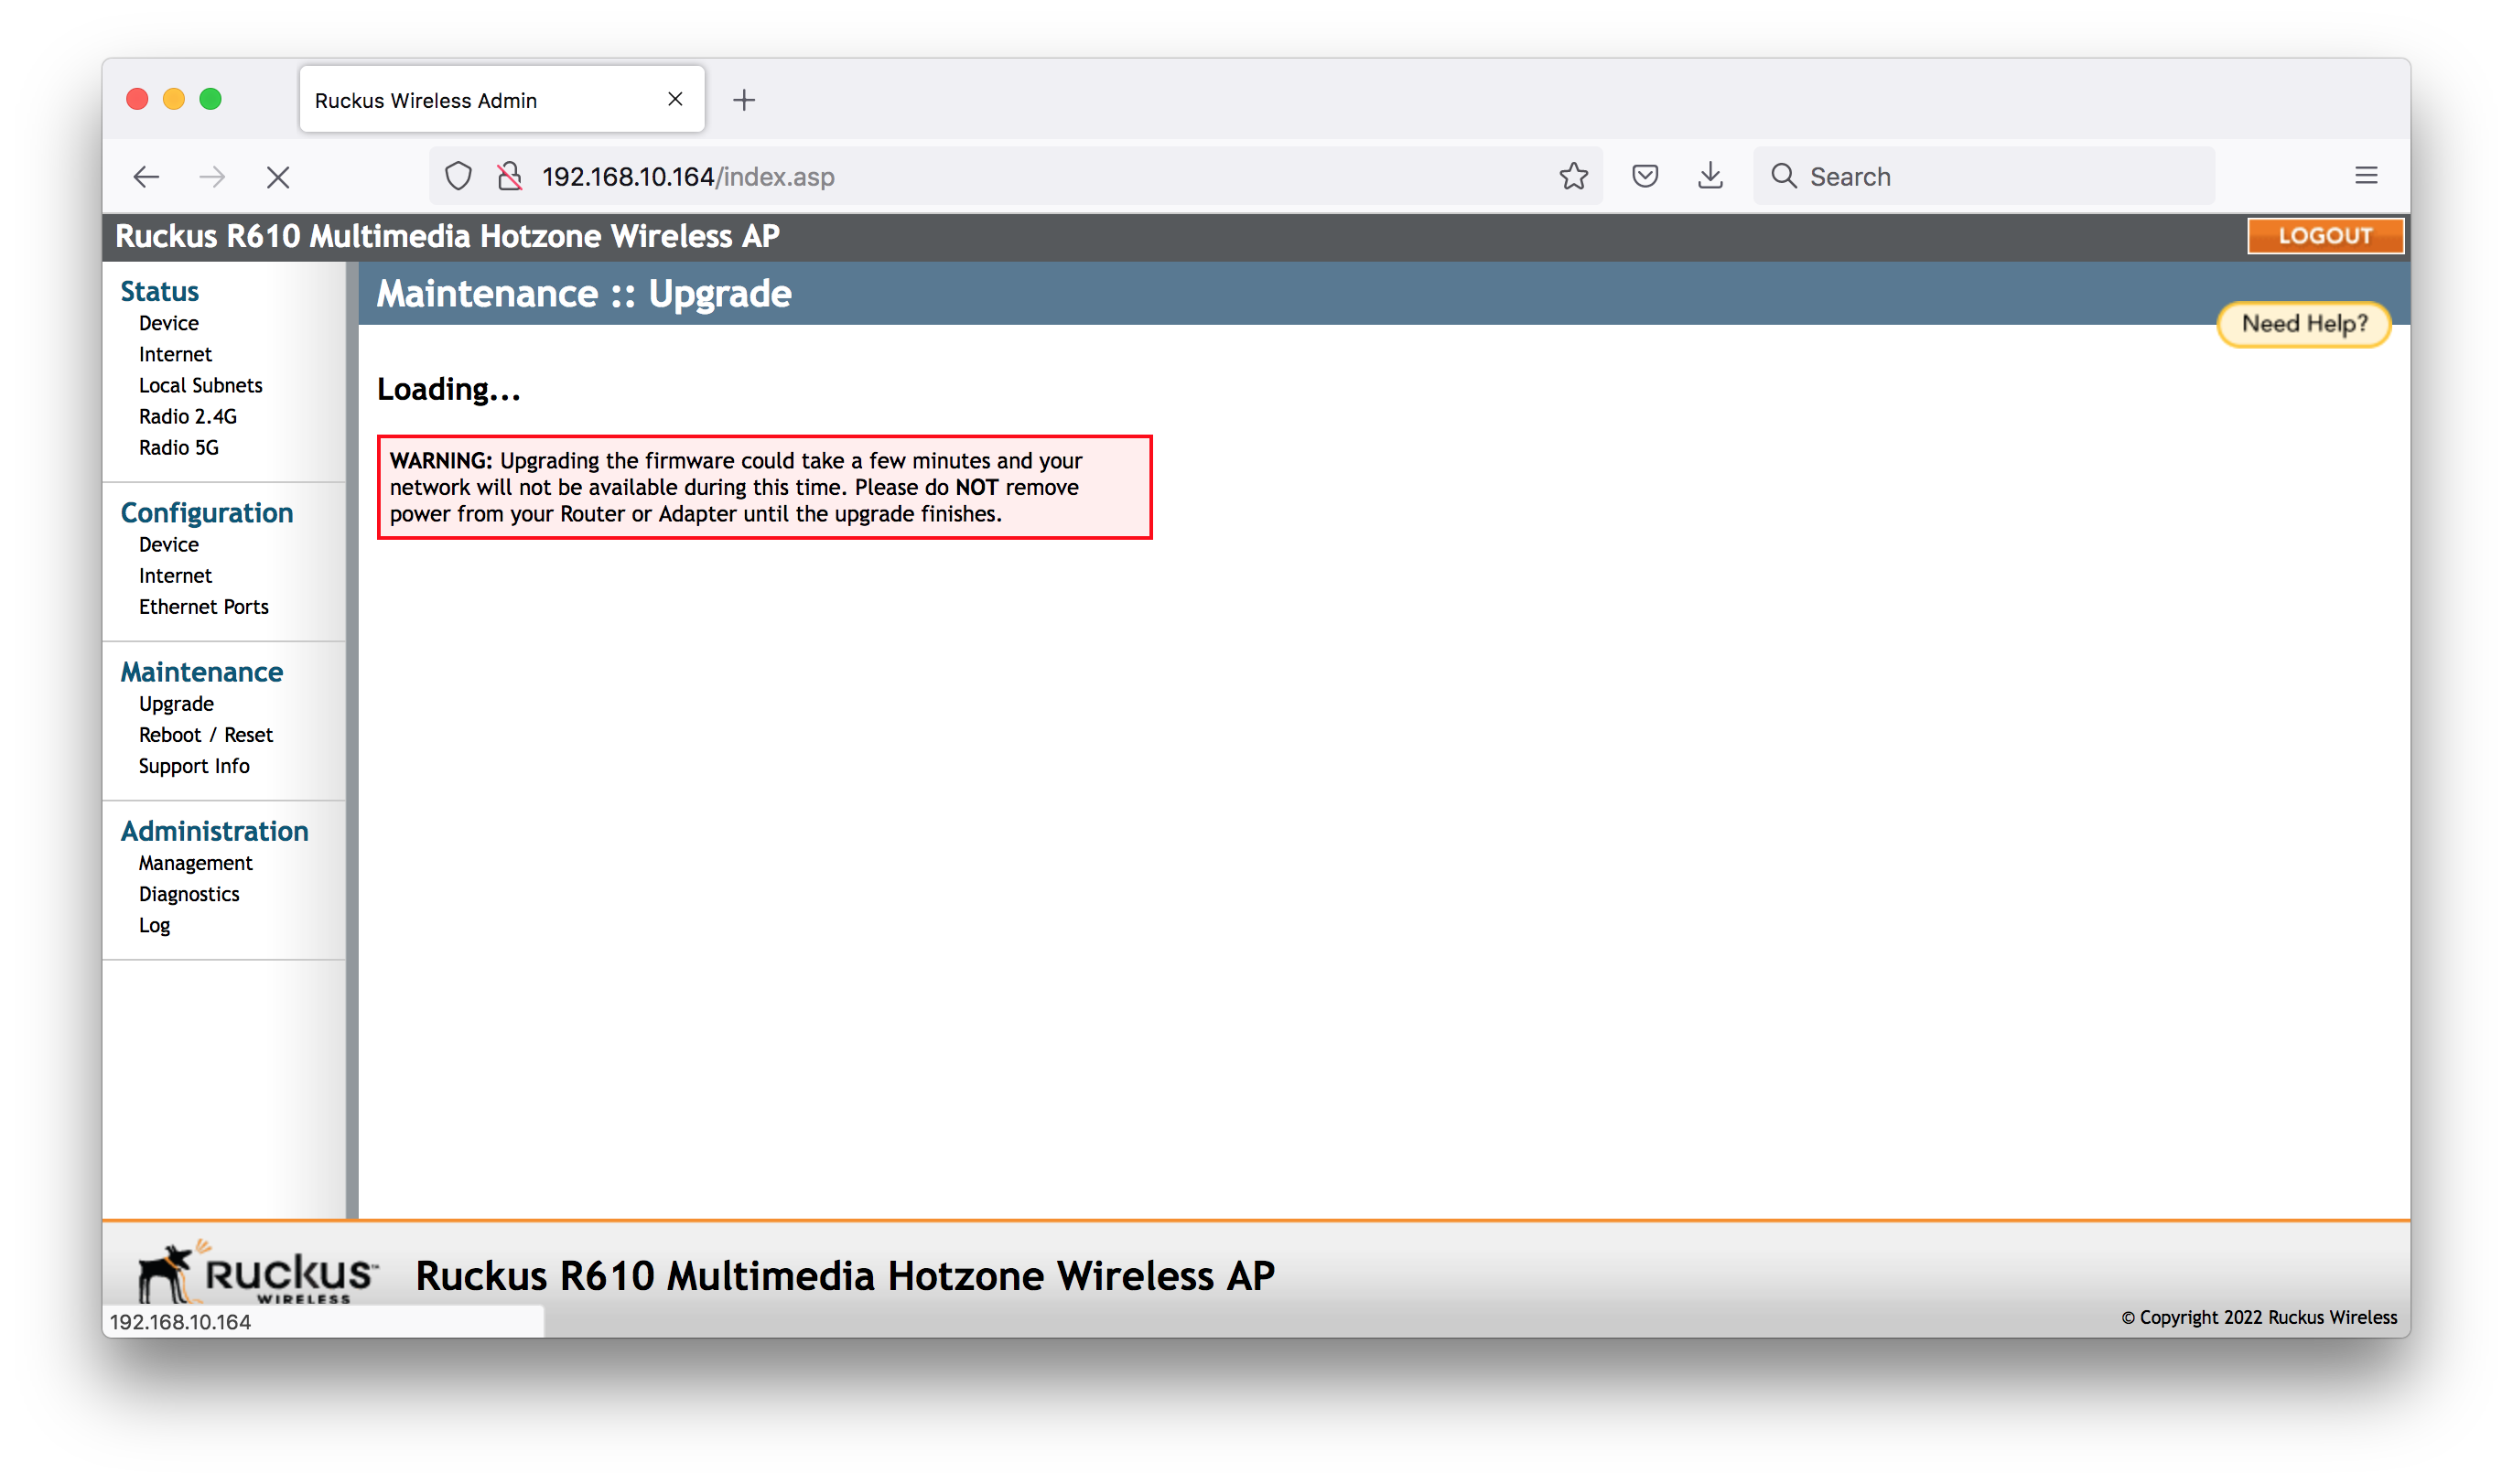 Ruckus Wireless Admin
192.168.10.164/index.asp
Search
Ruckus R610 Multimedia Hotzone Wireless AP
LOGOUT
Status
Device
Internet
Local Subnets
Radio 2.4G
Radio 5G
Configuration
Device
Internet
Ethernet Ports
Maintenance
Upgrade
Reboot / Reset
Support Info
Administration
Management
Diagnostics
Log
Maintenance :: Upgrade
Need Help?
Loading...
WARNING: Upgrading the firmware could take a few minutes and your
network will not be available during this time. Please do NOT remove
power from your Router or Adapter until the upgrade finishes.
RUCKUS™
WIRELESS
Ruckus R610 Multimedia Hotzone Wireless AP
192.168.10.164
© Copyright 2022 Ruckus Wireless